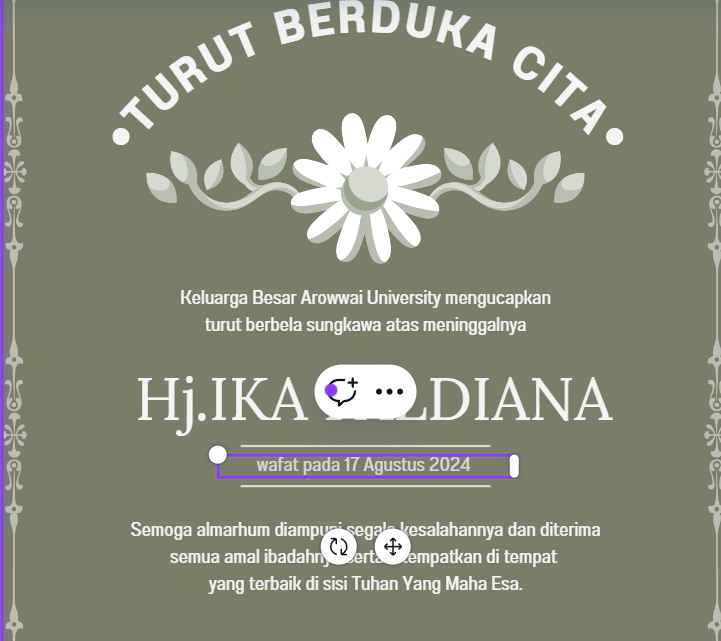 TURUT BERDUKA CITA
Keluarga Besar Arowwai University mengucapkan
turut berbela sungkawa atas meninggalnya
Hj.IKA DIANA
wafat pada 17 Agustus 2024
Semoga almarhum diampuni segala kesalahannya dan diterima
semua amal ibadahnya serta tempatkan di tempat
yang terbaik di sisi Tuhan Yang Maha Esa.